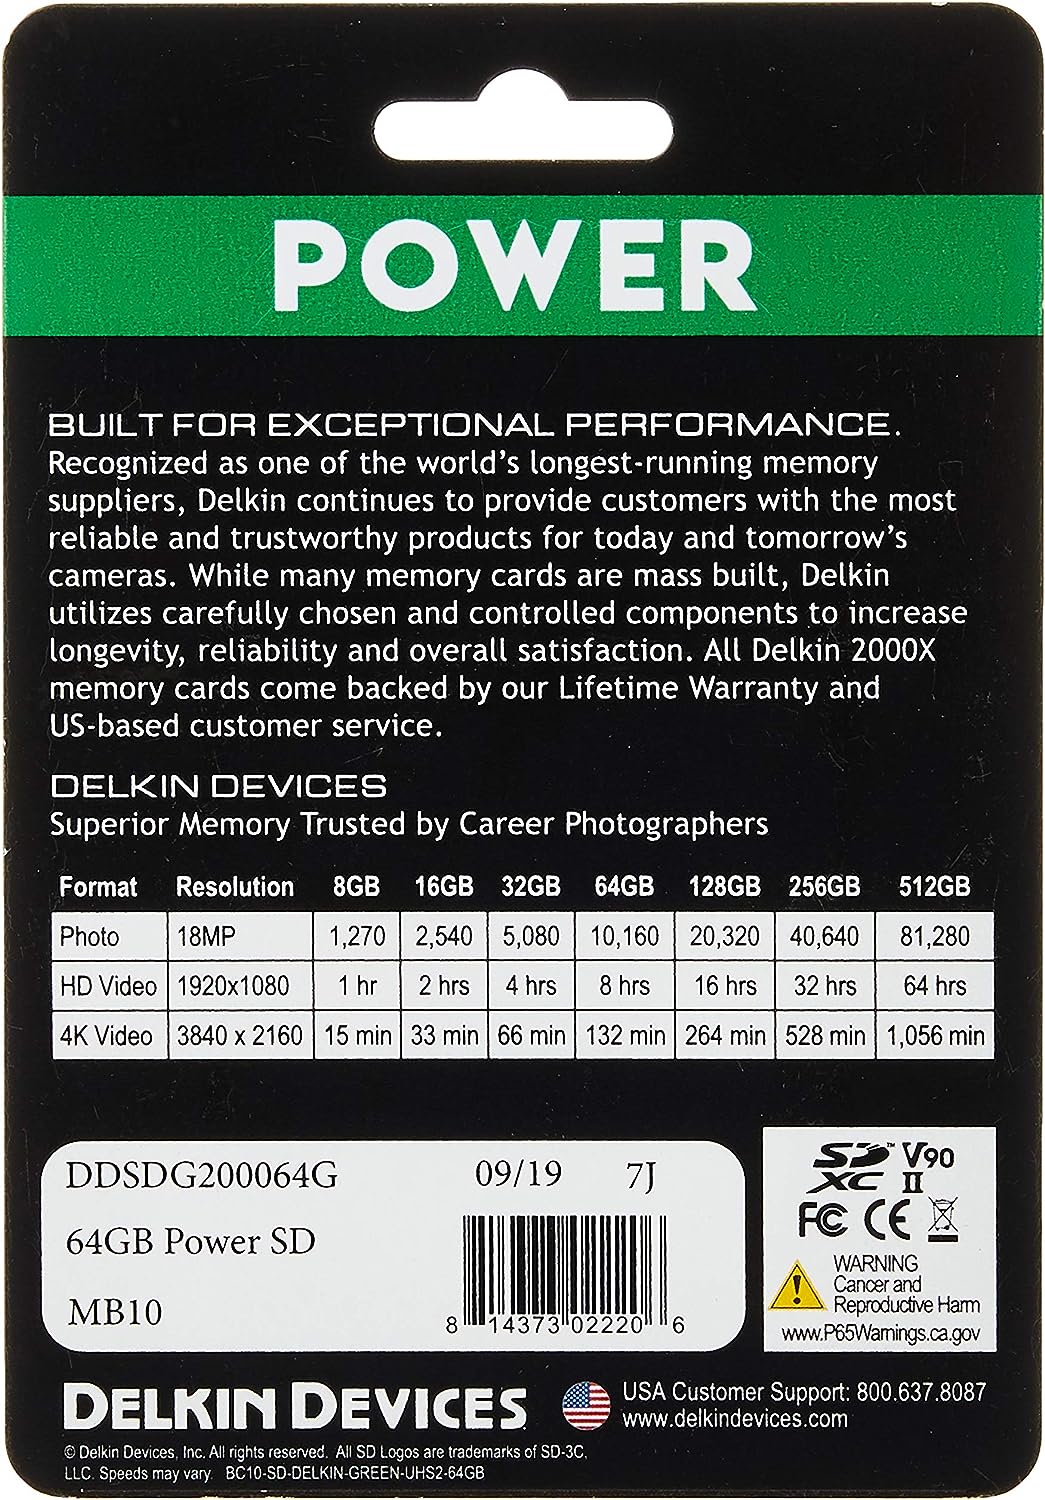 POWER
BUILT FOR EXCEPTIONAL PERFORMANCE.
Recognized as one of the world's longest-running memory
suppliers, Delkin continues to provide customers with the most
reliable and trustworthy products for today and tomorrow's
cameras. While many memory cards are mass built, Delkin
utilizes carefully chosen and controlled components to increase
longevity, reliability and overall satisfaction. All Delkin 2000X
memory cards come backed by our Lifetime Warranty and
US-based customer service.
DELKIN DEVICES
Superior Memory Trusted by Career Photographers
Format Resolution 8GB 16GB 32GB 64GB 128GB 256GB 512GB
Photo 18MP 1,270 2,540 5,080 10,160 20,320 40,640 81,280
HD Video 1920x1080 1 hr 2 hrs 4 hrs 8 hrs 16 hrs 32 hrs 64 hrs
4K Video 3840 x 2160 15 min 33 min 66 min 132 min 264 min 528 min 1,056 min
DDSDG200064G 09/19 7J
64GB Power SD
MB10
8 14373 02220 6
SD™ V90
XC II
FC CE
WARNING
Cancer and
Reproductive Harm
www.P65Warnings.ca.gov
DELKIN DEVICES
USA Customer Support: 800.637.8087
www.delkindevices.com
© Delkin Devices, Inc. All rights reserved. All SD Logos are trademarks of SD-3C,
LLC. Speeds may vary. BC10-SD-DELKIN-GREEN-UHS2-64GB